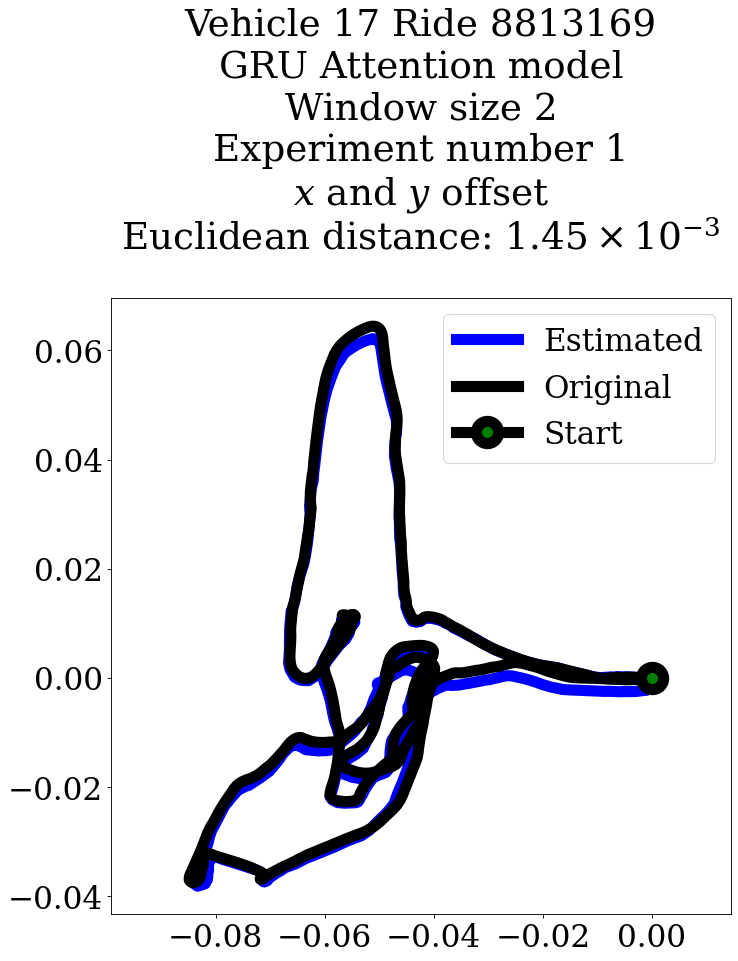 Vehicle 17 Ride 8813169
GRU Attention model
Window size 2
Experiment number 1
x and y offset
Euclidean distance: 1.45 × 10⁻³
Estimated
Original
Start
0.06
0.04
0.02
0.00
−0.02
−0.04
−0.08 −0.06 −0.04 −0.02 0.00